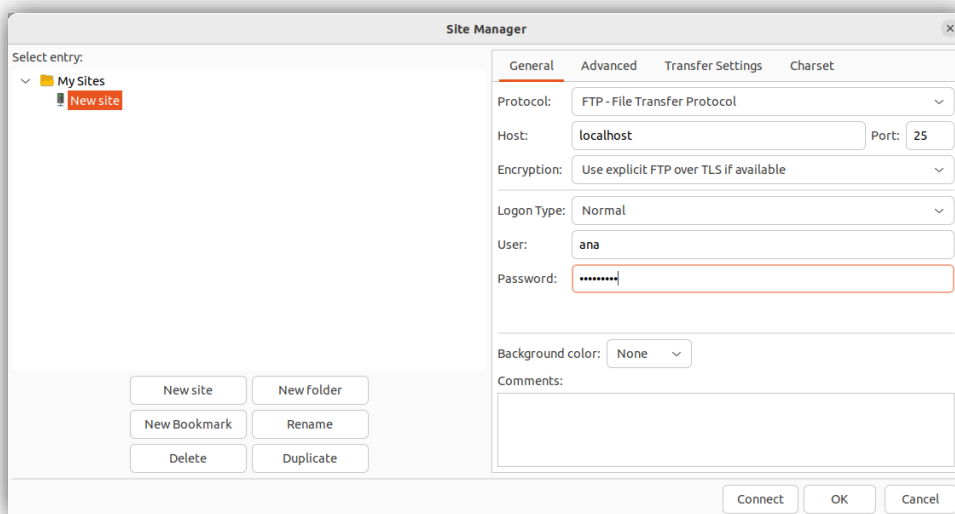 Site Manager
Select entry:
My Sites
New site
New site
New folder
New Bookmark
Rename
Delete
Duplicate
General Advanced Transfer Settings Charset
Protocol: FTP - File Transfer Protocol
Host: localhost Port: 25
Encryption: Use explicit FTP over TLS if available
Logon Type: Normal
User: ana
Password: •••••••••
Background color: None
Comments:
Connect OK Cancel